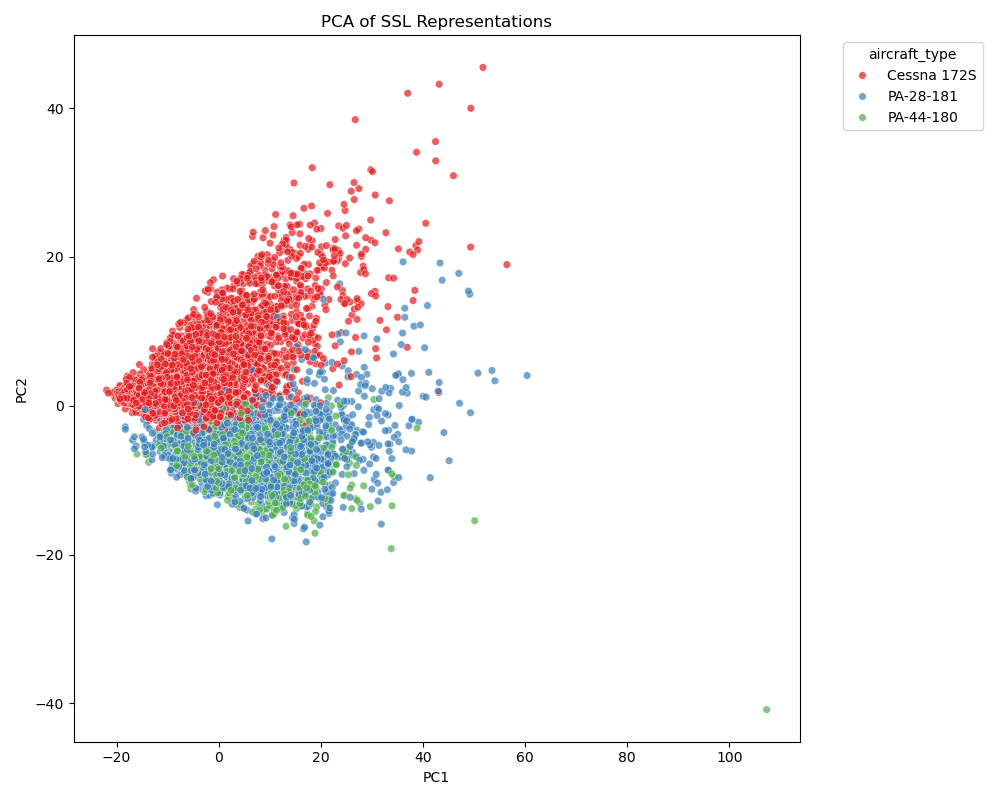 PCA of SSL Representations
aircraft_type
Cessna 172S
PA-28-181
PA-44-180
PC2
40
20
0
−20
−40
−20
0
20
40
60
80
100
PC1